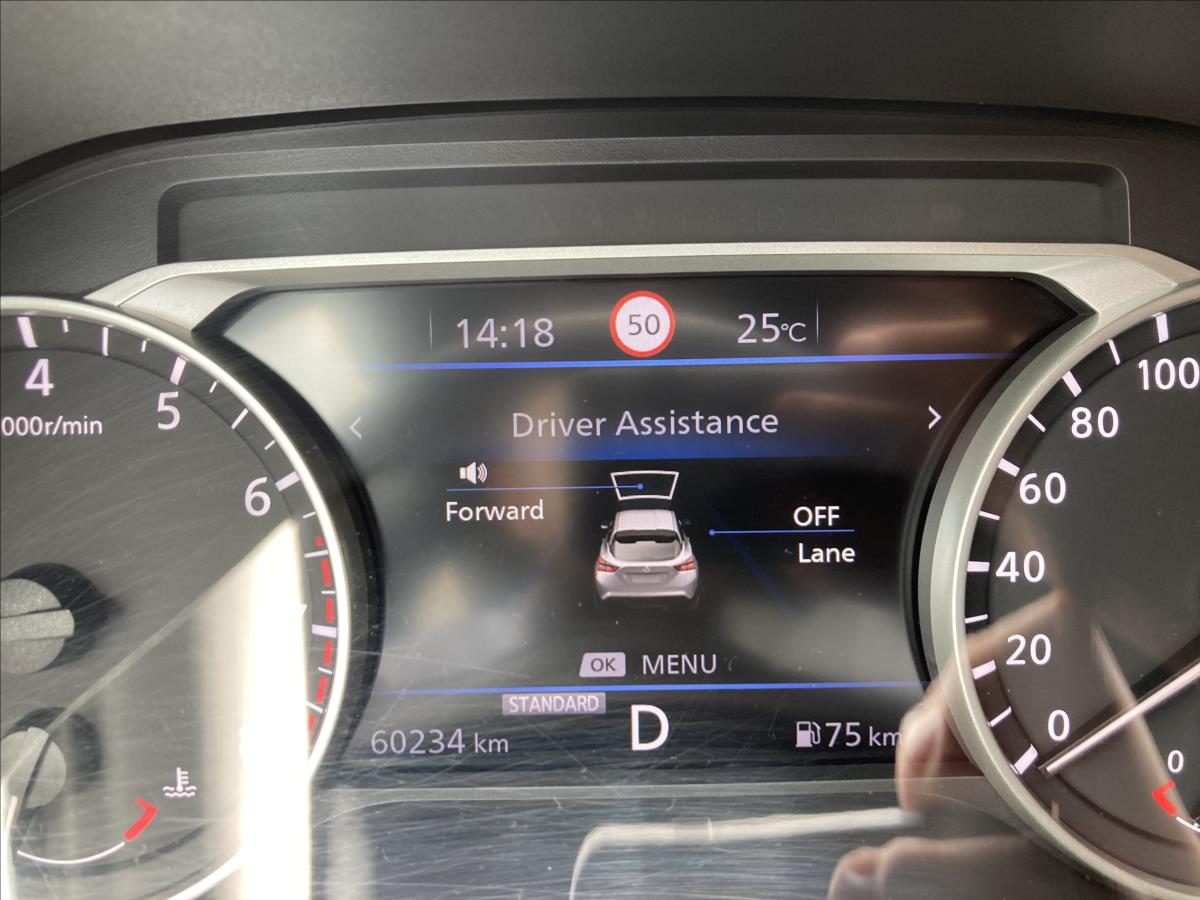 14:18
50
25°C
Driver Assistance
Forward
OFF
Lane
OK MENU
STANDARD
60234 km
D
75 km
4
5
6
000r/min
100
80
60
40
20
0
0